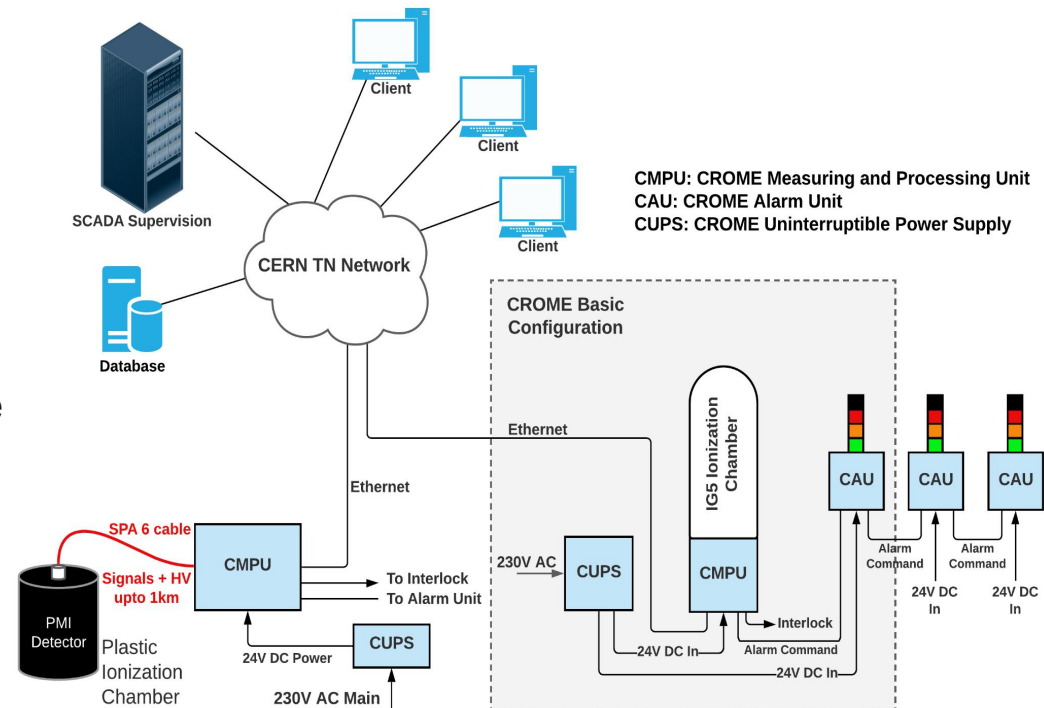 Client
Client
Client
SCADA Supervision
CMPU: CROME Measuring and Processing Unit
CAU: CROME Alarm Unit
CUPS: CROME Uninterruptible Power Supply
CERN TN Network
Database
CROME Basic
Configuration
e
Ethernet
Ethernet
IG5 Ionization
Chamber
CAU
CAU
CAU
SPA 6 cable
Signals + HV
upto 1km
CMPU
To Interlock
To Alarm Unit
PMI
Detector
Plastic
Ionization
Chamber
24V DC Power
CUPS
230V AC Main
230V AC
CUPS
CMPU
Interlock
Alarm Command
24V DC In
24V DC In
Alarm
Command
Alarm
Command
24V DC
In
24V DC
In